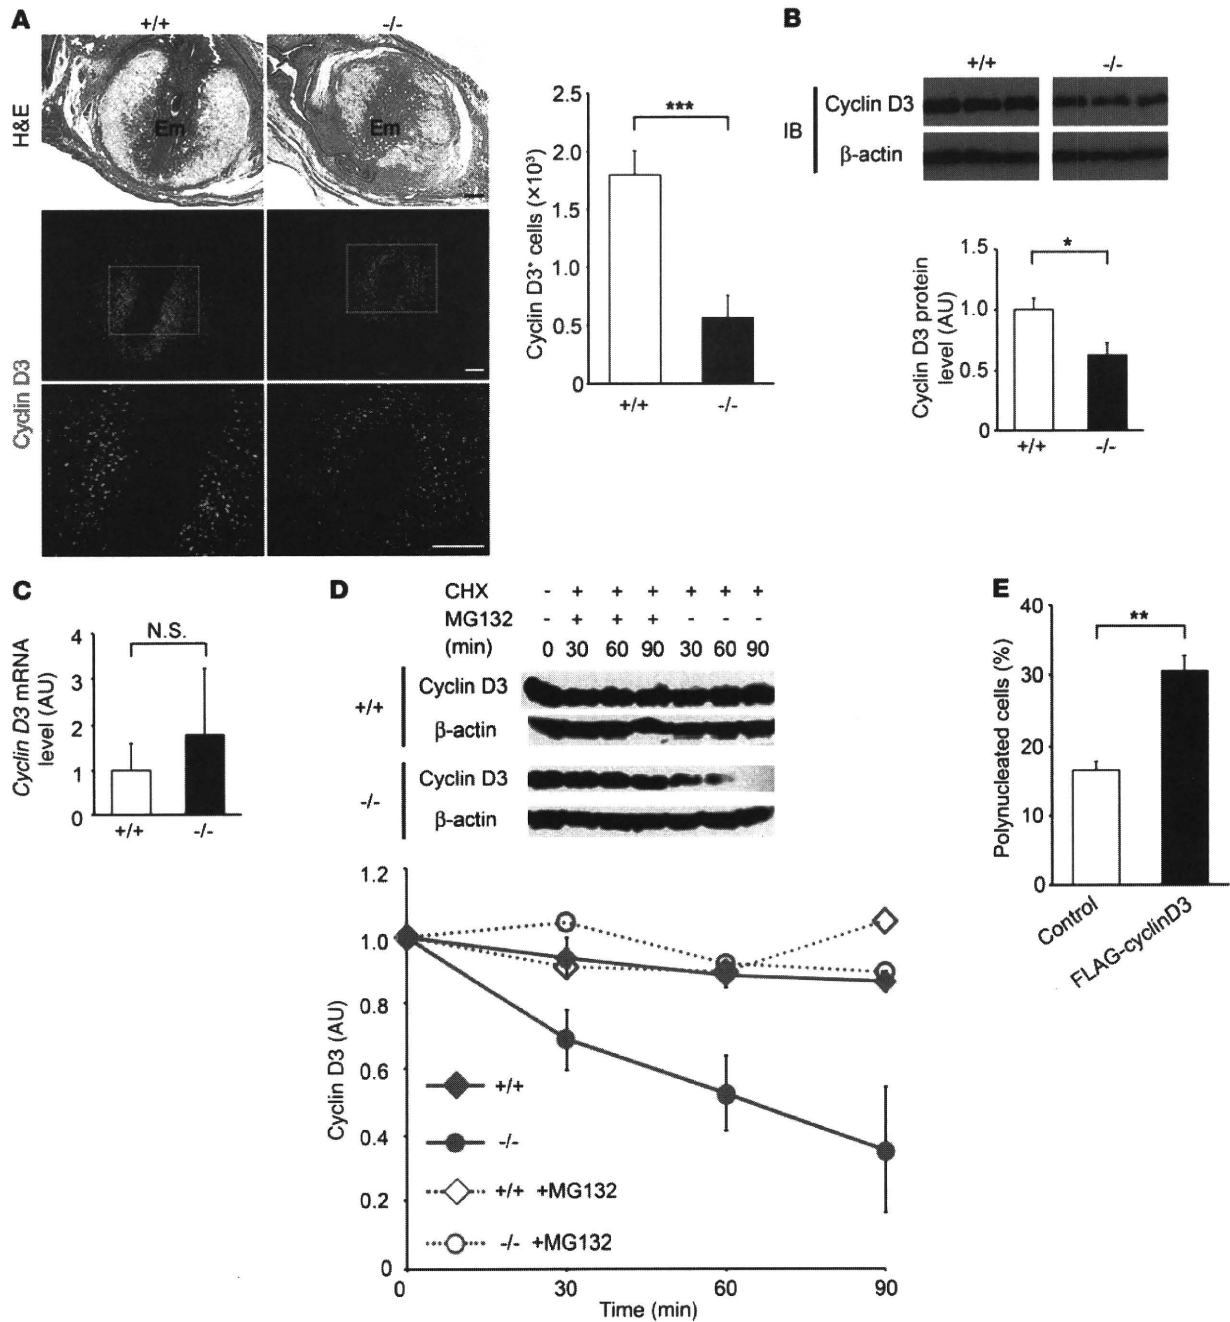 A
+/+
-/-
H&E
Em
Em
Cyclin D3
2.5
2.0
1.5
1.0
0.5
0
Cyclin D3⁺ cells (×10³)
***
+/+
-/-
B
+/+
-/-
IB
Cyclin D3
β-actin
1.5
1.0
0.5
0
Cyclin D3 protein
level (AU)
*
+/+
-/-
C
N.S.
4
3
2
1
0
Cyclin D3 mRNA
level (AU)
+/+
-/-
D
CHX - + + + + + +
MG132 - + + + - - -
(min) 0 30 60 90 30 60 90
+/+
Cyclin D3
β-actin
-/-
Cyclin D3
β-actin
1.2
1.0
0.8
0.6
0.4
0.2
0
Cyclin D3 (AU)
+/+
-/-
+/+ +MG132
-/- +MG132
0 30 60 90
Time (min)
E
40
30
20
10
0
Polynucleated cells (%)
**
Control
FLAG-cyclinD3